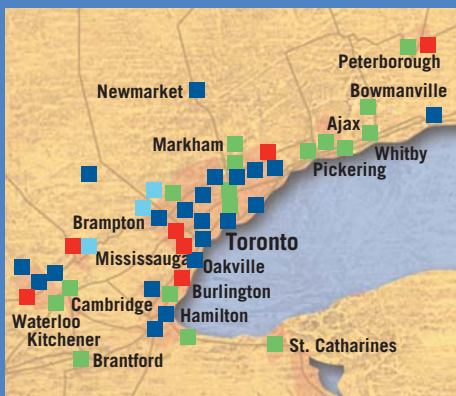 Peterborough
Newmarket
Bowmanville
Ajax
Markham
Whitby
Pickering
Brampton
Toronto
Mississauga
Oakville
Burlington
Cambridge
Hamilton
Waterloo
Kitchener
St. Catharines
Brantford